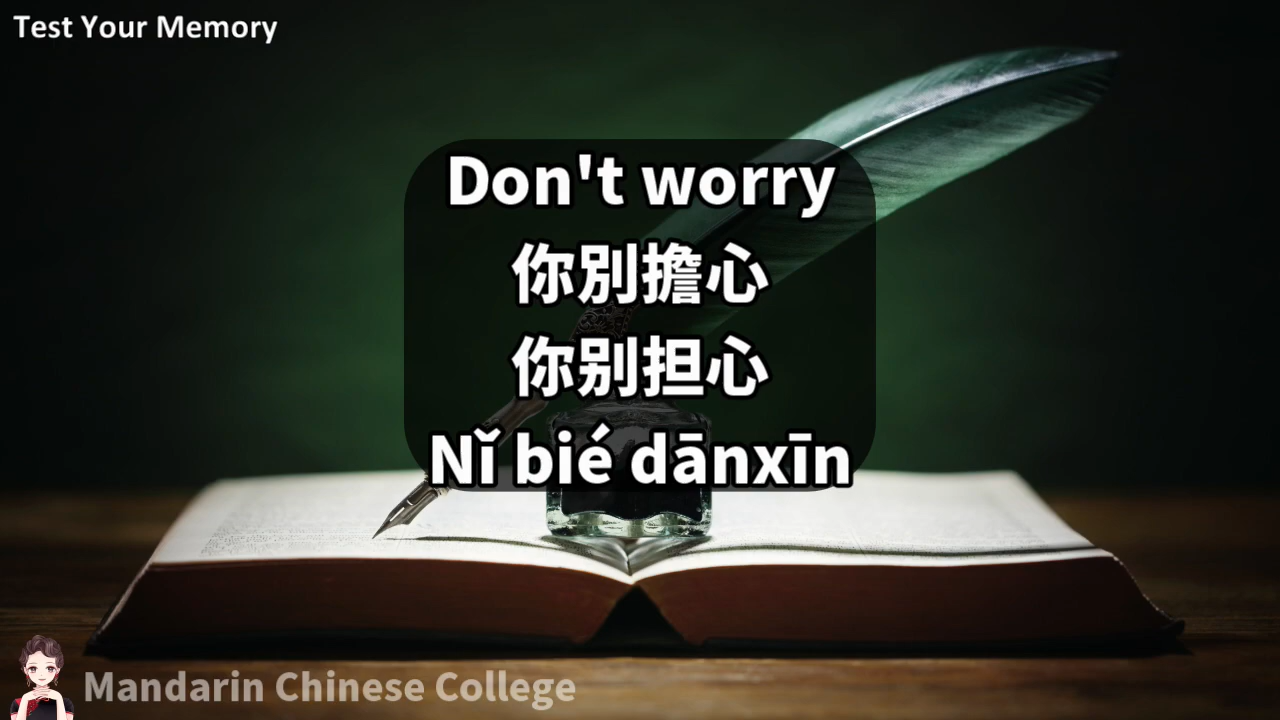 Test Your Memory
Don't worry
你別擔心
你别担心
Nǐ bié dānxīn
Mandarin Chinese College